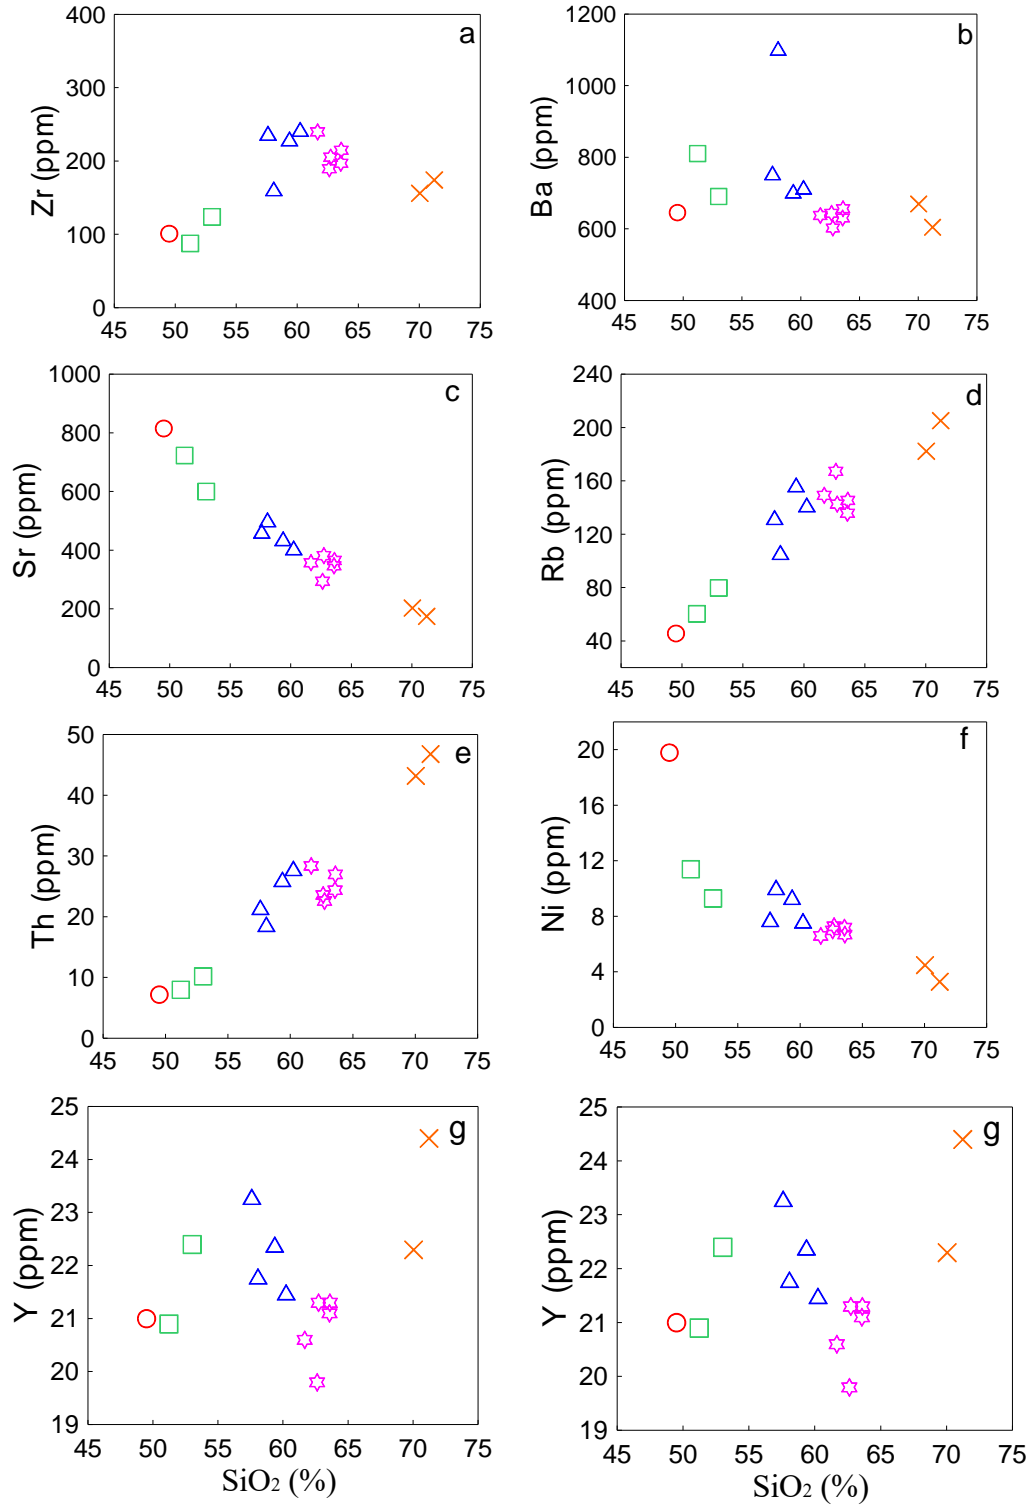 400
300
200
100
0
Zr (ppm)
a
45 50 55 60 65 70 75
1200
1000
800
600
400
Ba (ppm)
b
45 50 55 60 65 70 75
1000
800
600
400
200
0
Sr (ppm)
c
45 50 55 60 65 70 75
240
200
160
120
80
40
Rb (ppm)
d
45 50 55 60 65 70 75
50
40
30
20
10
0
Th (ppm)
e
45 50 55 60 65 70 75
20
16
12
8
4
0
Ni (ppm)
f
45 50 55 60 65 70 75
25
24
23
22
21
20
19
Y (ppm)
g
45 50 55 60 65 70 75
SiO₂ (%)
25
24
23
22
21
20
19
Y (ppm)
g
45 50 55 60 65 70 75
SiO₂ (%)